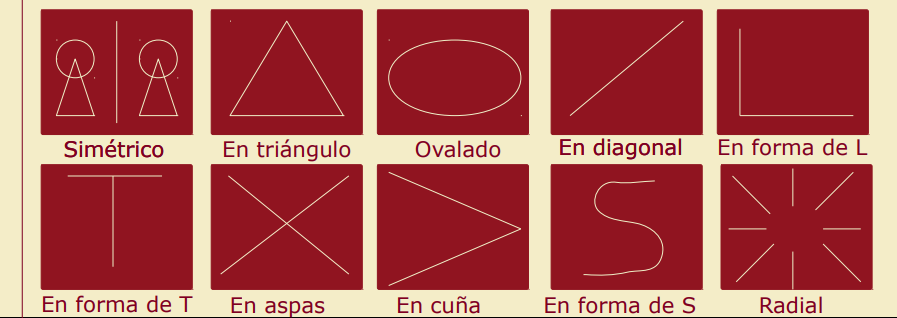 Simétrico En triángulo Ovalado En diagonal En forma de L
En forma de T En aspas En cuña En forma de S Radial